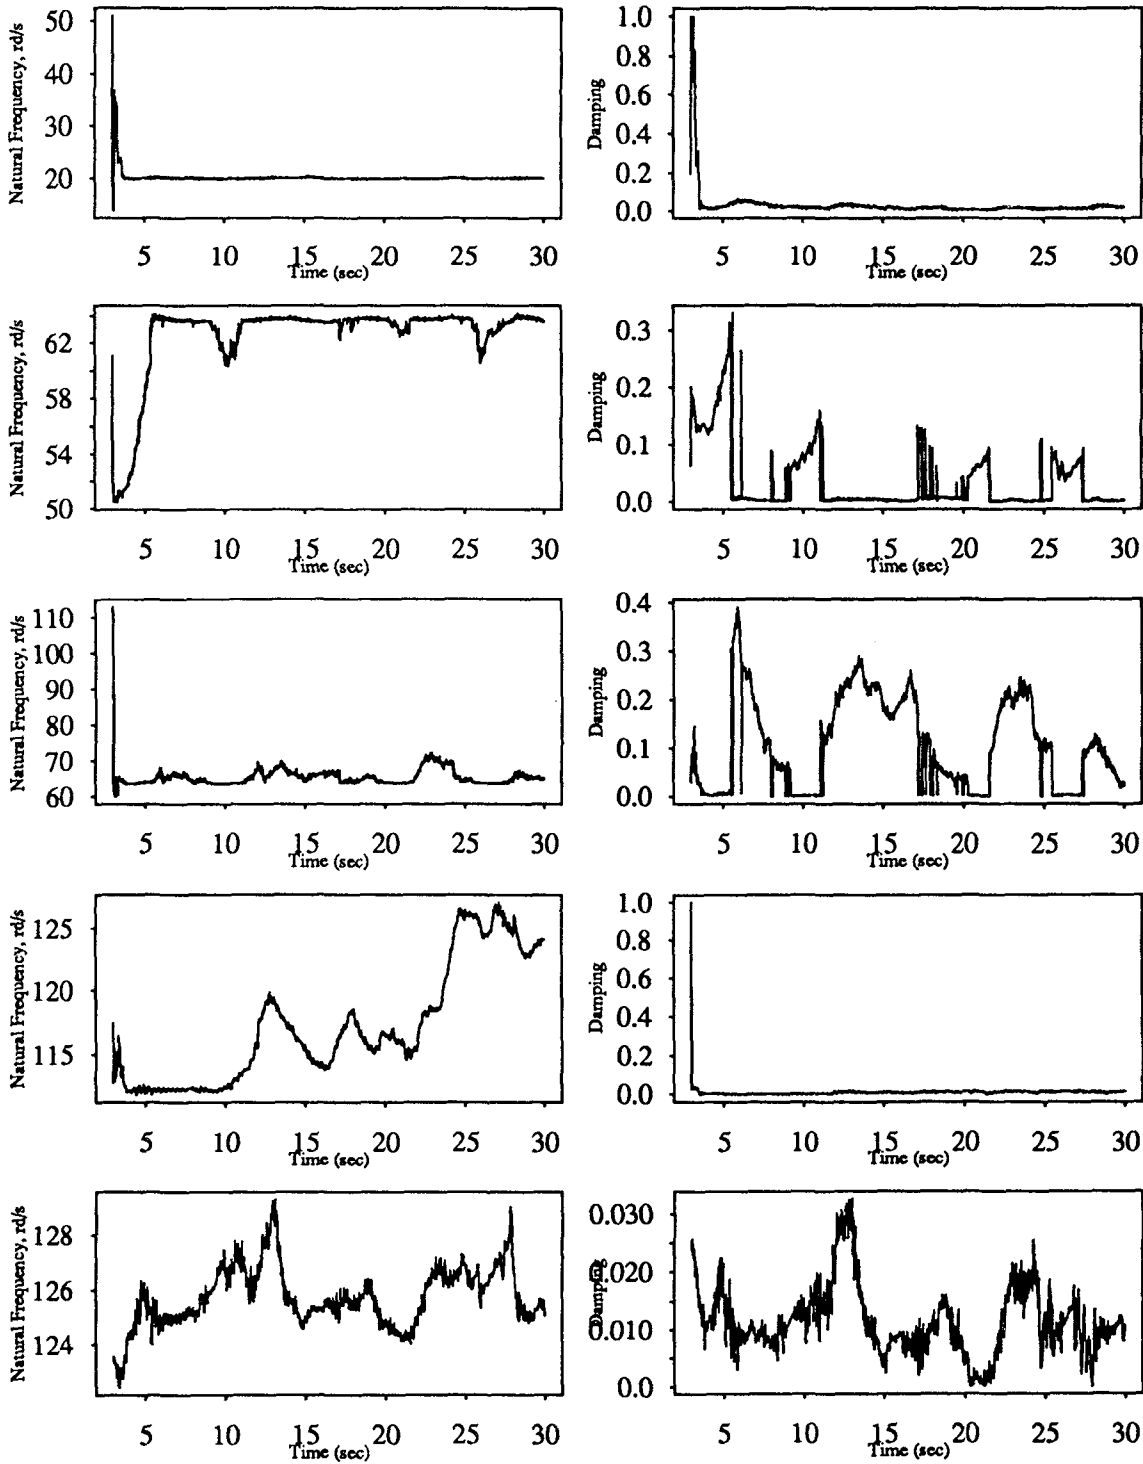 Natural Frequency, rd/s
50
40
30
20
5 10 15 20 25 30
Time (sec)
Damping
1.0
0.8
0.6
0.4
0.2
0.0
5 10 15 20 25 30
Time (sec)
Natural Frequency, rd/s
62
58
54
50
5 10 15 20 25 30
Time (sec)
Damping
0.3
0.2
0.1
0.0
5 10 15 20 25 30
Time (sec)
Natural Frequency, rd/s
110
100
90
80
70
60
5 10 15 20 25 30
Time (sec)
Damping
0.4
0.3
0.2
0.1
0.0
5 10 15 20 25 30
Time (sec)
Natural Frequency, rd/s
125
120
115
5 10 15 20 25 30
Time (sec)
Damping
1.0
0.8
0.6
0.4
0.2
0.0
5 10 15 20 25 30
Time (sec)
Natural Frequency, rd/s
128
126
124
5 10 15 20 25 30
Time (sec)
Damping
0.030
0.020
0.010
0.0
5 10 15 20 25 30
Time (sec)